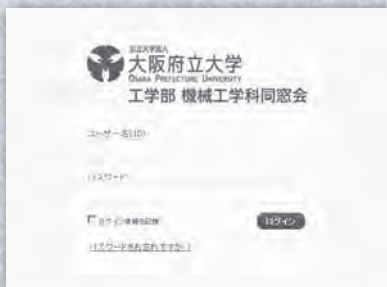 公立大学法人
大阪府立大学
OSAKA PREFECTURE UNIVERSITY
工学部 機械工学科同窓会
ユーザー名(ID):
パスワード:
ログイン情報を記憶
ログイン
パスワードをお忘れですか?